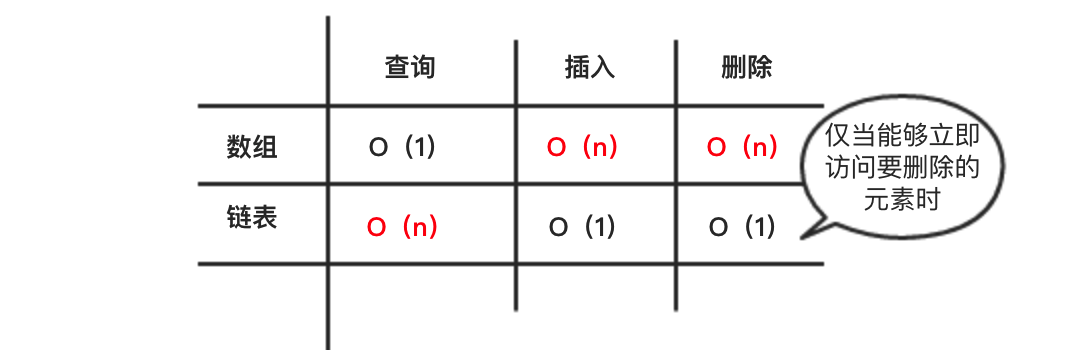 查询 插入 删除
数组 O（1） O（n） O（n）
链表 O（n） O（1） O（1）
仅当能够立即
访问要删除的
元素时